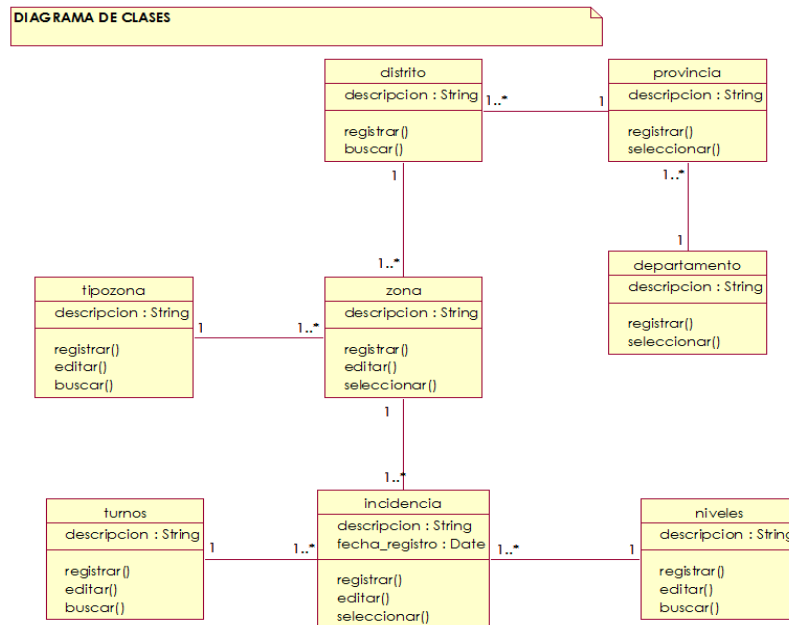 DIAGRAMA DE CLASES
distrito
descripcion : String
registrar()
buscar()
1..*
1
provincia
descripcion : String
registrar()
seleccionar()
1..*
1
departamento
descripcion : String
registrar()
seleccionar()
1
1..*
tipozona
descripcion : String
registrar()
editar()
buscar()
1
1..*
zona
descripcion : String
registrar()
editar()
seleccionar()
1
1..*
turnos
descripcion : String
registrar()
editar()
buscar()
1
1..*
incidencia
descripcion : String
fecha_registro : Date
registrar()
editar()
seleccionar()
1..*
1
niveles
descripcion : String
registrar()
editar()
buscar()